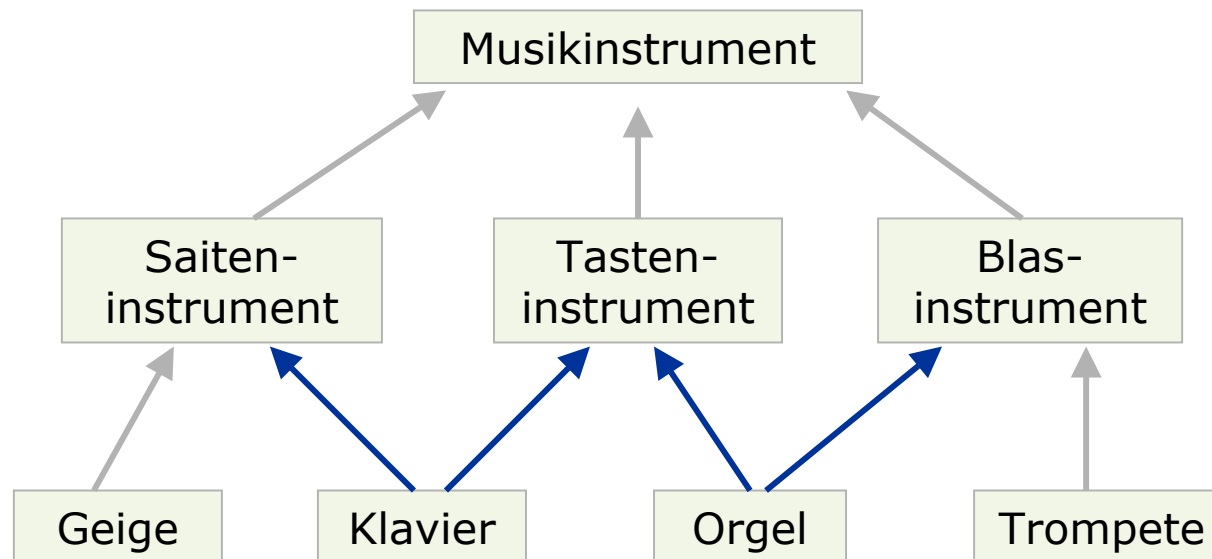 Musikinstrument
Saiten-
instrument
Tasten-
instrument
Blas-
instrument
Geige
Klavier
Orgel
Trompete